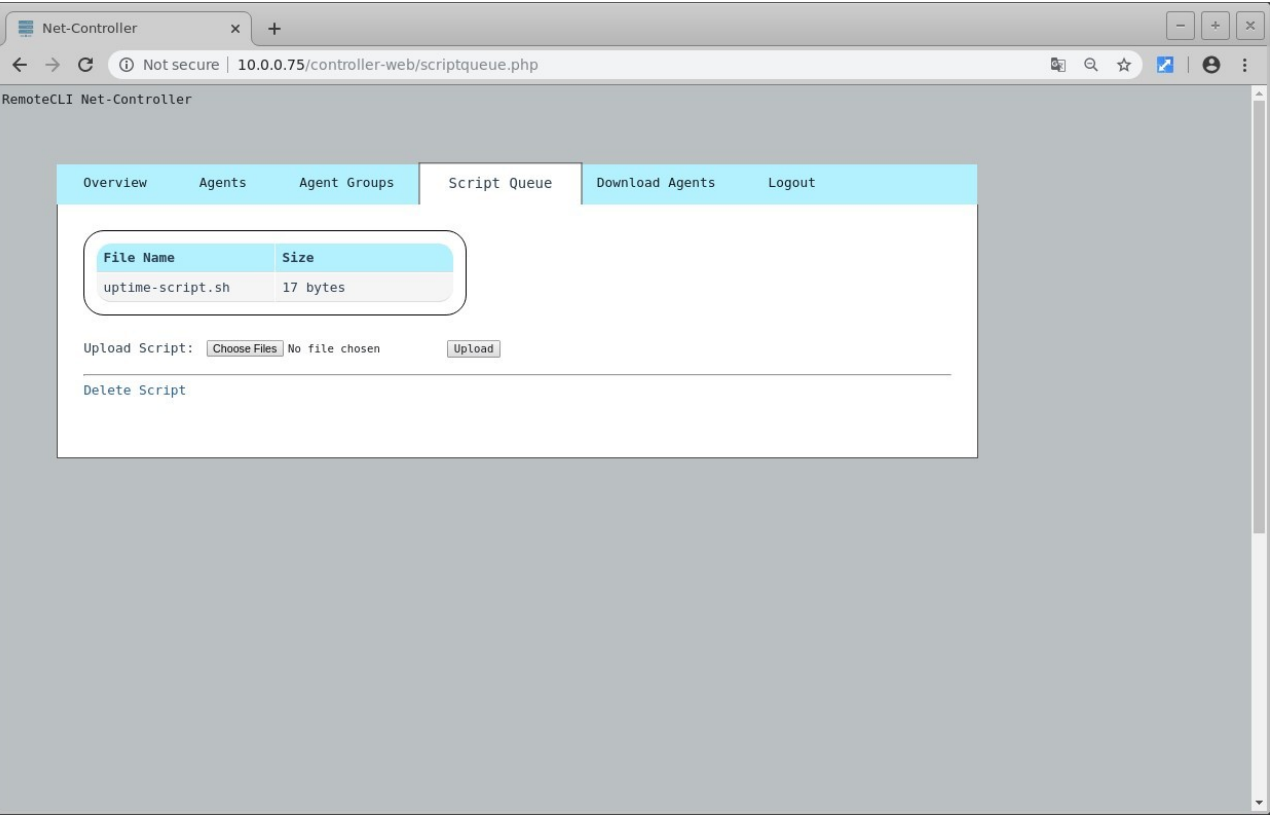 Net-Controller
Not secure | 10.0.0.75/controller-web/scriptqueue.php
RemoteCLI Net-Controller
Overview Agents Agent Groups Script Queue Download Agents Logout
File Name Size
uptime-script.sh 17 bytes
Upload Script: Choose Files No file chosen Upload
Delete Script